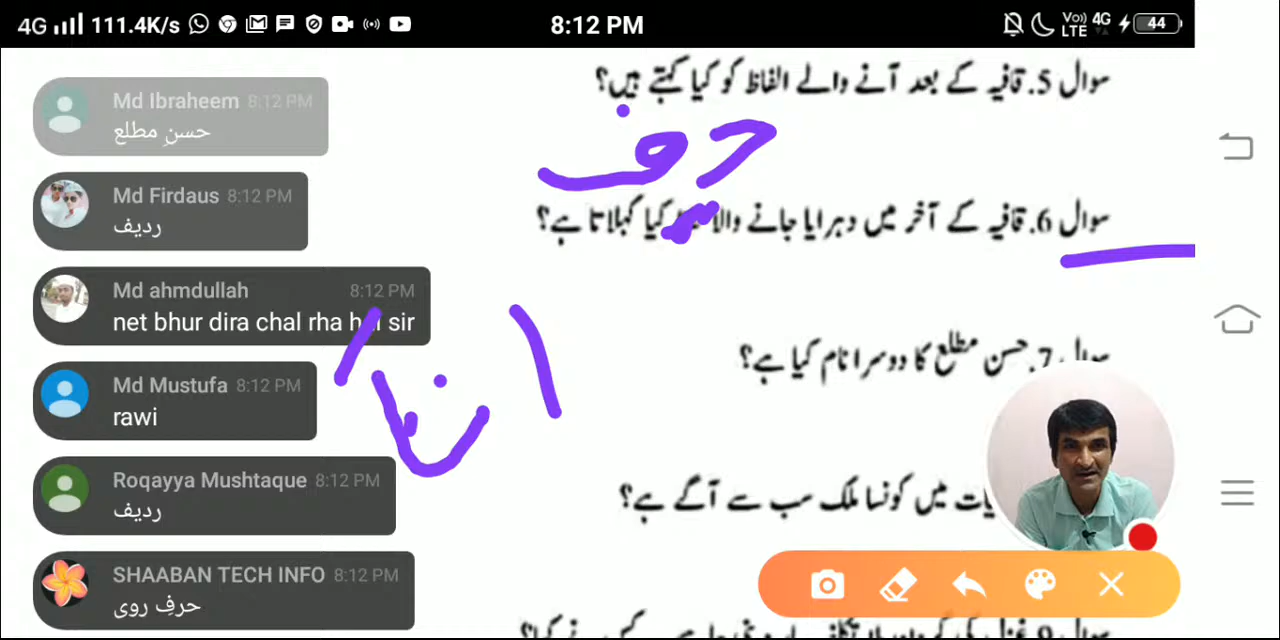 4G 111.4K/s 8:12 PM Vo)) LTE 4G 44
Md Ibraheem 8:12 PM
حسنِ مطلع
Md Firdaus 8:12 PM
ردیف
Md ahmdullah 8:12 PM
net bhur dira chal rha hai sir
Md Mustufa 8:12 PM
rawi
Roqayya Mushtaque 8:12 PM
ردیف
SHAABAN TECH INFO 8:12 PM
حرفِ روی
سوال 5. قافیہ کے بعد آنے والے الفاظ کو کیا کہتے ہیں؟
حرف
سوال 6. قافیہ کے آخر میں دہرایا جانے والا کیا کہلاتا ہے؟
سوال 7. حسن مطلع کا دوسرا نام کیا ہے؟
میں کونسا ملک سب سے آگے ہے؟